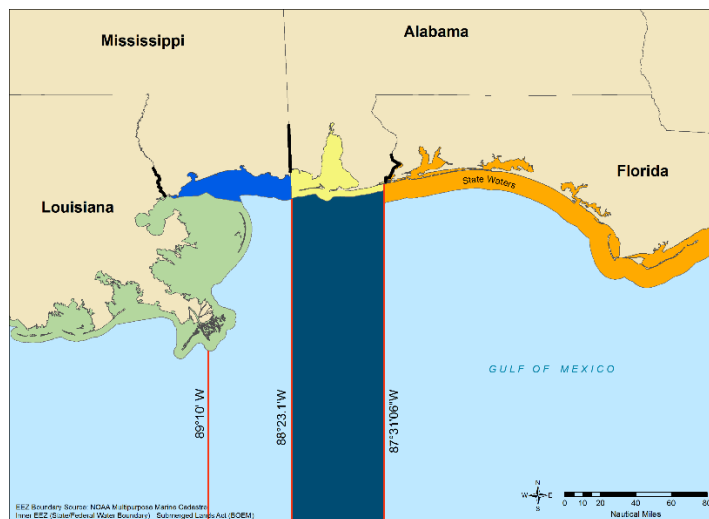 Mississippi
Alabama
Florida
State Waters
Louisiana
GULF OF MEXICO
89°10' W
88°23.1'W
87°31'06"W
N
W E
S
0 10 20 40 60 80
Nautical Miles
EEZ Boundary Source: NOAA Multipurpose Marine Cadastre
Inner EEZ (State/Federal Water Boundary) : Submerged Lands Act (BOEM)